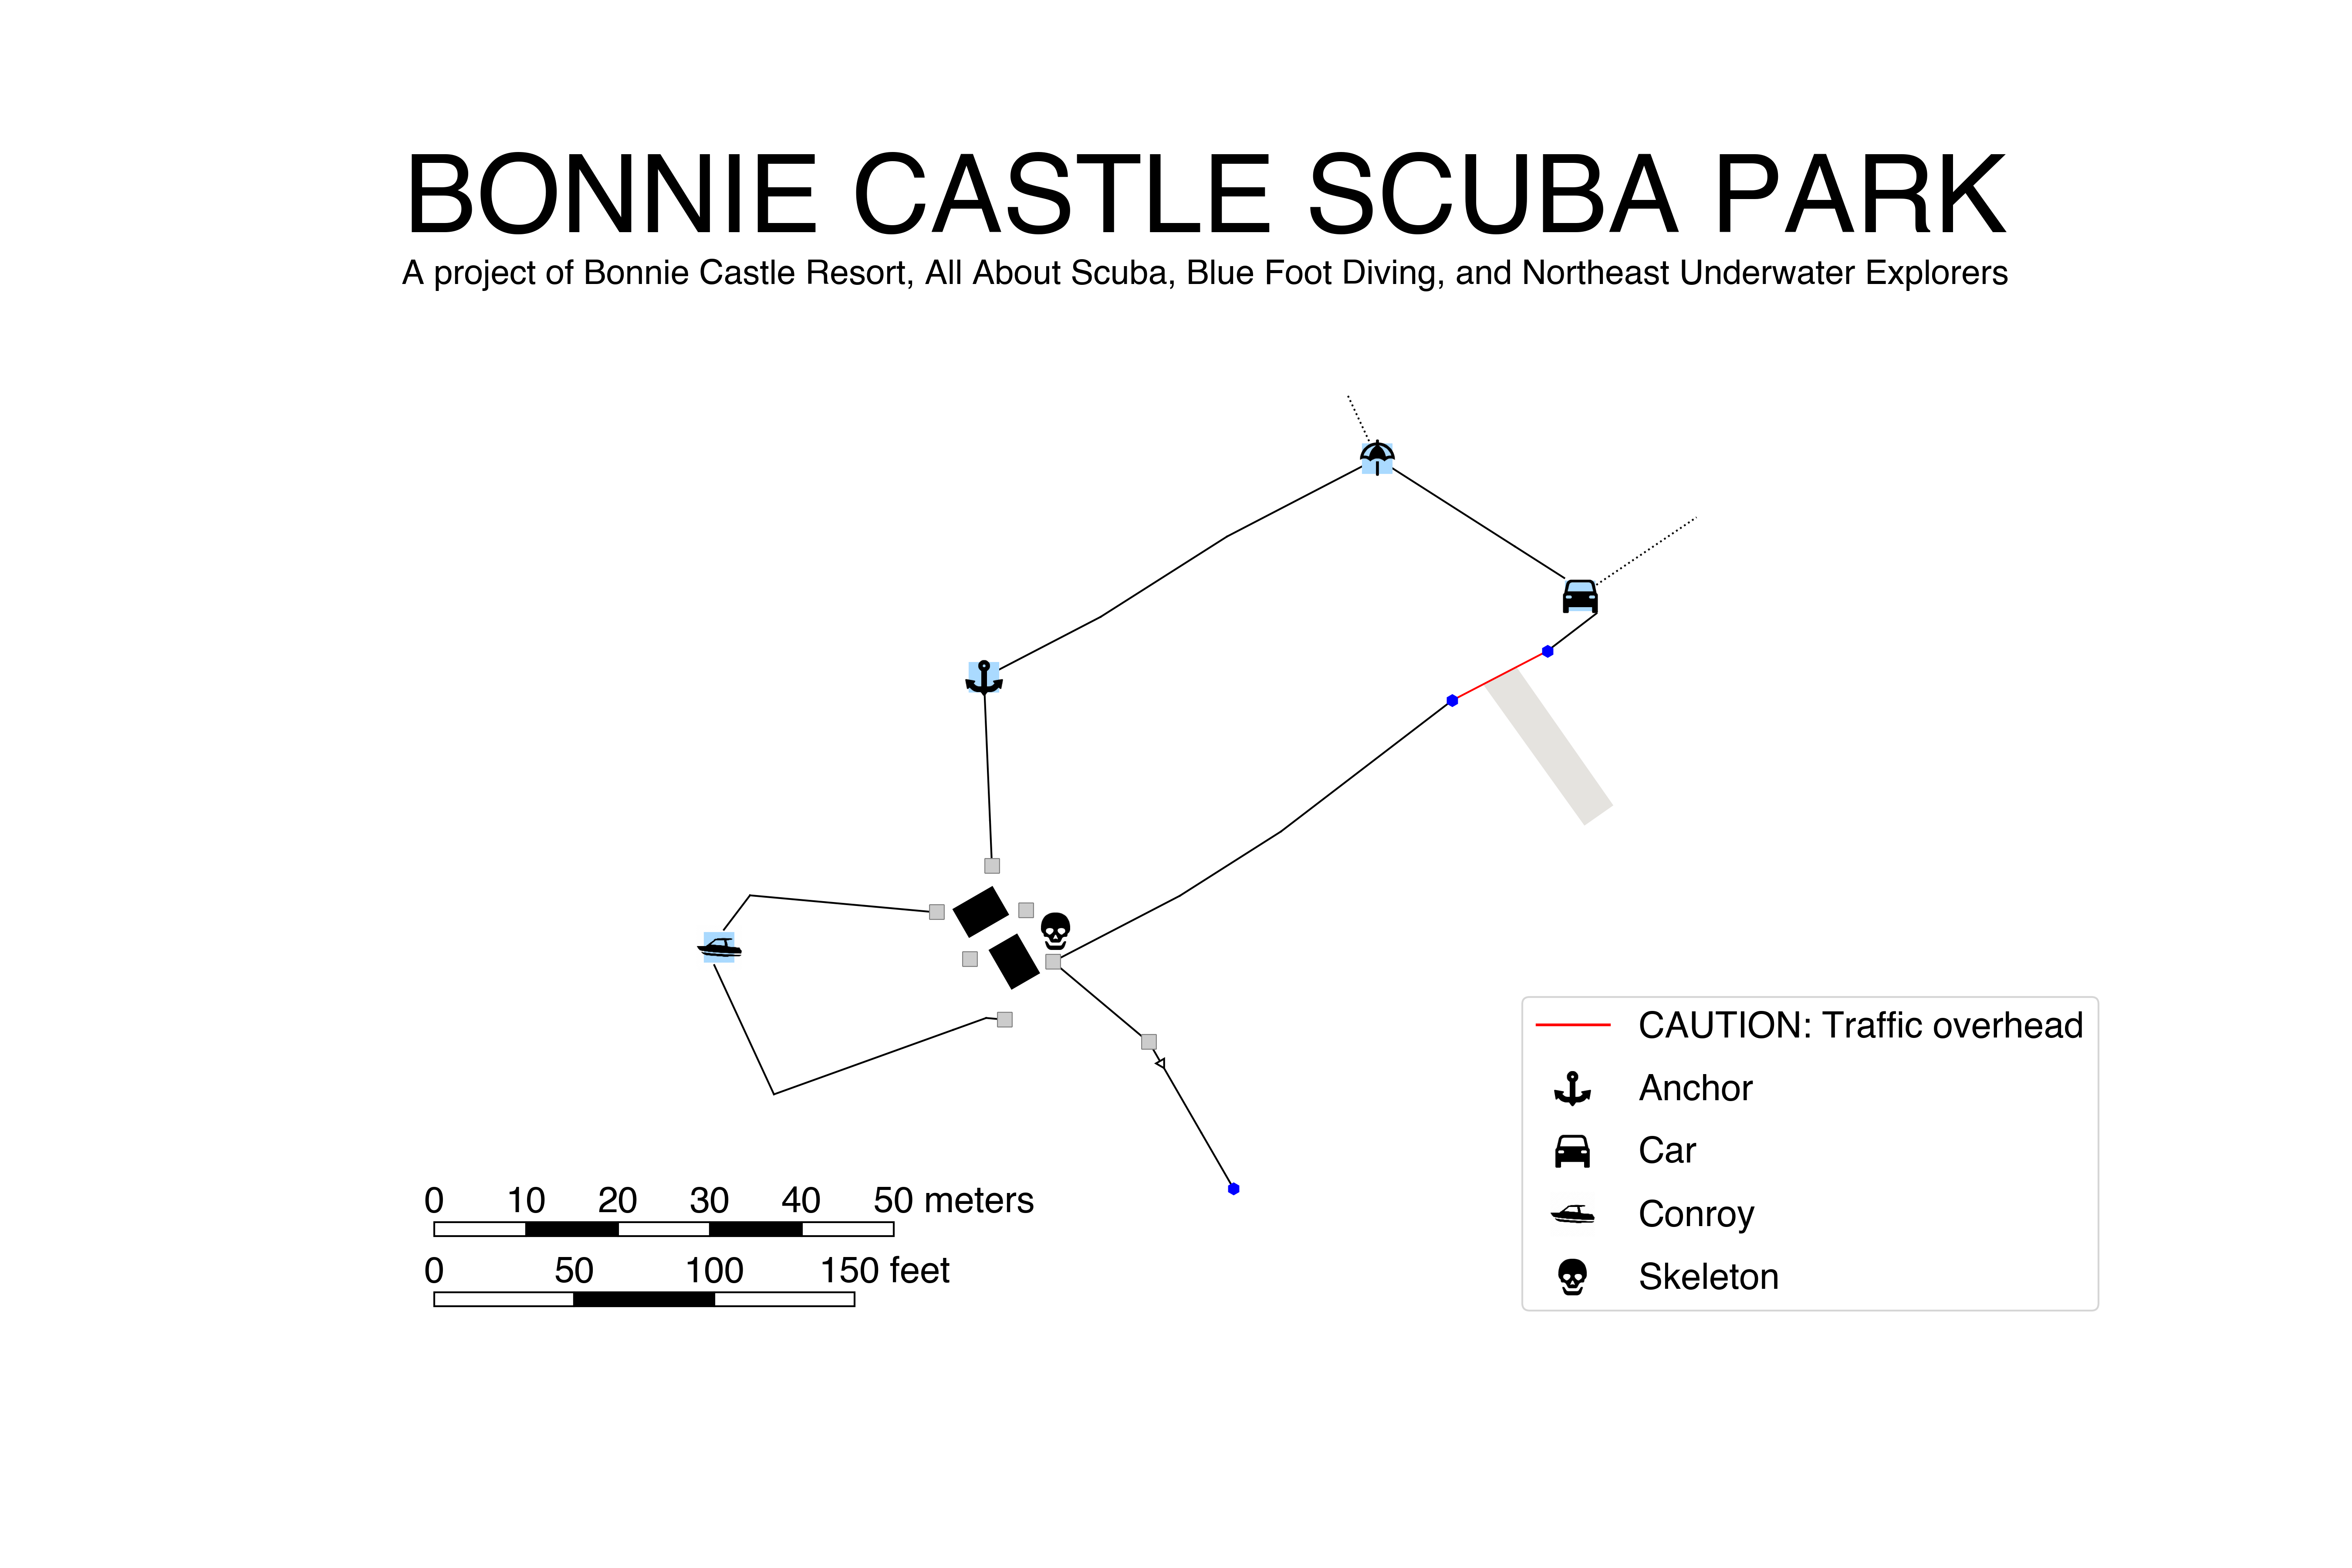 BONNIE CASTLE SCUBA PARK
A project of Bonnie Castle Resort, All About Scuba, Blue Foot Diving, and Northeast Underwater Explorers
CAUTION: Traffic overhead
Anchor
Car
Conroy
Skeleton
0 10 20 30 40 50 meters
0 50 100 150 feet